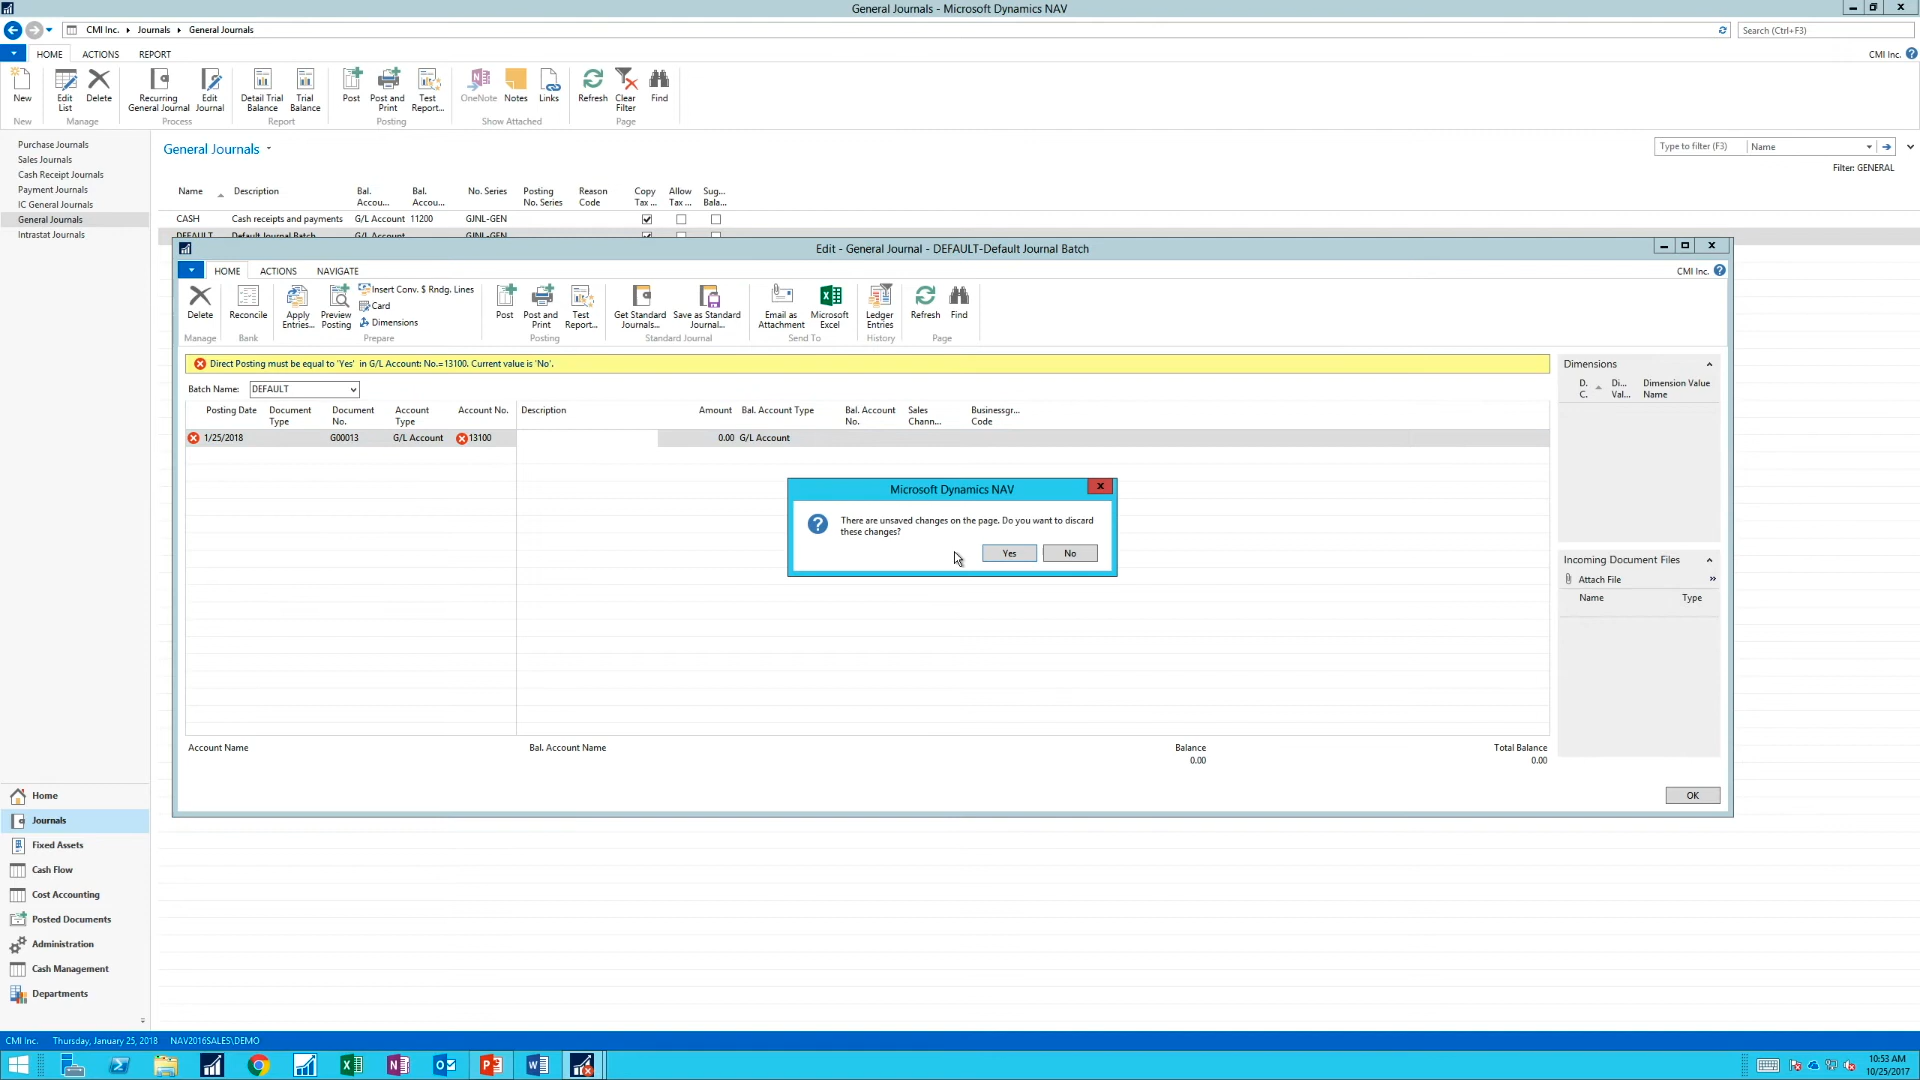 General Journals - Microsoft Dynamics NAV
CMI Inc. Journals General Journals
Search (Ctrl+F3)
HOME ACTIONS REPORT
CMI Inc.
New
Edit List
Delete
Recurring General Journal
Edit Journal
Detail Trial Balance
Trial Balance
Post
Post and Print
Test Report...
OneNote
Notes
Links
Refresh
Clear Filter
Find
New Manage Process Report Posting Show Attached Page
Purchase Journals
Sales Journals
Cash Receipt Journals
Payment Journals
IC General Journals
General Journals
Intrastat Journals
General Journals
Type to filter (F3) Name
Filter: GENERAL
Name Description Bal. Accou... Bal. Accou... No. Series Posting No. Series Reason Code Copy Tax ... Allow Tax ... Sug... Bala...
CASH Cash receipts and payments G/L Account 11200 GJNL-GEN
DEFAULT Default Journal Batch G/L Account GJNL-GEN
Edit - General Journal - DEFAULT-Default Journal Batch
HOME ACTIONS NAVIGATE
CMI Inc.
Delete
Reconcile
Apply Entries...
Preview Posting
Insert Conv. $ Rndg. Lines
Card
Dimensions
Post
Post and Print
Test Report...
Get Standard Journals...
Save as Standard Journal...
Email as Attachment
Microsoft Excel
Ledger Entries
Refresh
Find
Manage Bank Prepare Posting Standard Journal Send To History Page
Direct Posting must be equal to 'Yes' in G/L Account: No.=13100. Current value is 'No'.
Batch Name: DEFAULT
Posting Date Document Type Document No. Account Type Account No. Description Amount Bal. Account Type Bal. Account No. Sales Chann... Businessgr... Code
1/25/2018 G00013 G/L Account 13100 0.00 G/L Account
Dimensions
D. C. Di... Val... Dimension Value Name
Microsoft Dynamics NAV
There are unsaved changes on the page. Do you want to discard
these changes?
Yes No
Incoming Document Files
Attach File
Name Type
Account Name Bal. Account Name Balance Total Balance
0.00 0.00
OK
Home
Journals
Fixed Assets
Cash Flow
Cost Accounting
Posted Documents
Administration
Cash Management
Departments
CMI Inc. Thursday, January 25, 2018 NAV2016SALES\DEMO
10:53 AM
10/25/2017